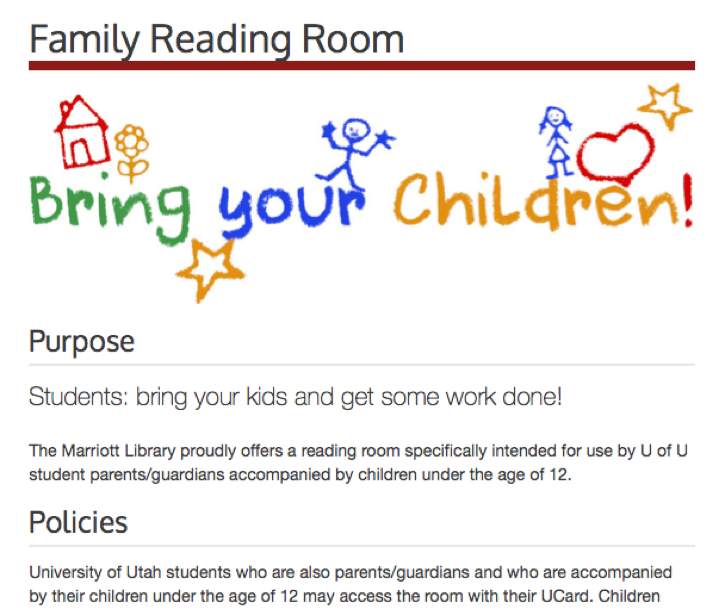 Family Reading Room
Bring your Children!
Purpose
Students: bring your kids and get some work done!
The Marriott Library proudly offers a reading room specifically intended for use by U of U
student parents/guardians accompanied by children under the age of 12.
Policies
University of Utah students who are also parents/guardians and who are accompanied
by their children under the age of 12 may access the room with their UCard. Children